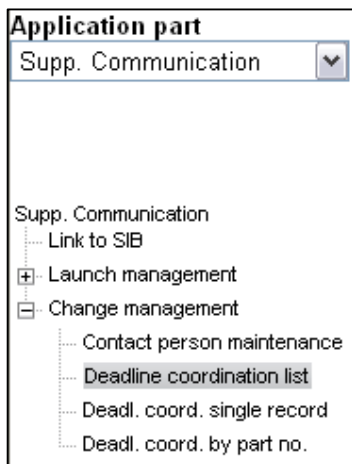 Application part
Supp. Communication
Supp. Communication
Link to SIB
Launch management
Change management
Contact person maintenance
Deadline coordination list
Deadl. coord. single record
Deadl. coord. by part no.